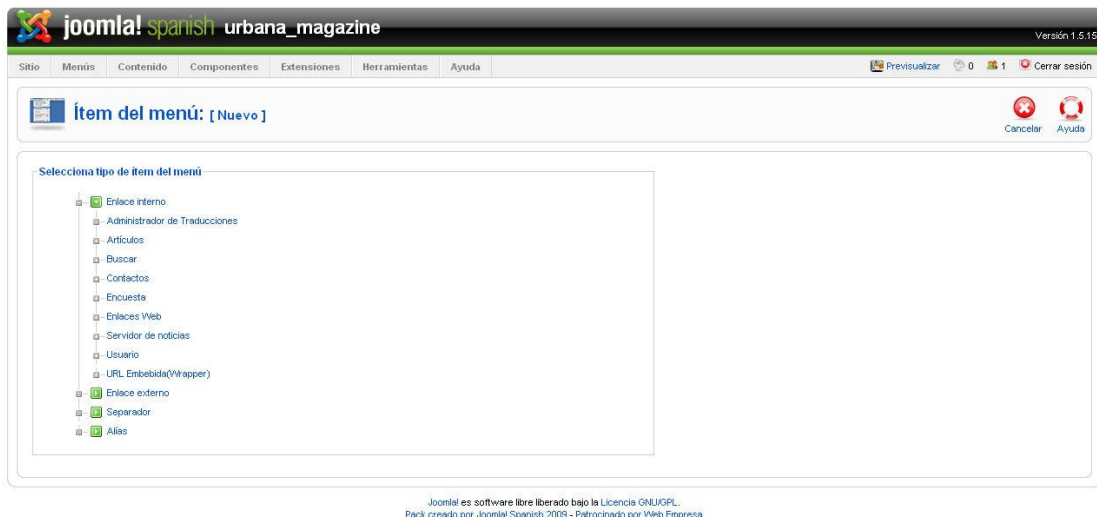 joomla! spanish urbana_magazine
Versión 1.5.15
Sitio Menús Contenido Componentes Extensiones Herramientas Ayuda Previsualizar 0 1 Cerrar sesión
Ítem del menú: [ Nuevo ]
Cancelar Ayuda
Selecciona tipo de ítem del menú
Enlace interno
Administrador de Traducciones
Artículos
Buscar
Contactos
Encuesta
Enlaces Web
Servidor de noticias
Usuario
URL Embebida(Wrapper)
Enlace externo
Separador
Alias
Joomla! es software libre liberado bajo la Licencia GNU/GPL.
Pack creado por Joomla! Spanish 2009 - Patrocinado por Web Empresa